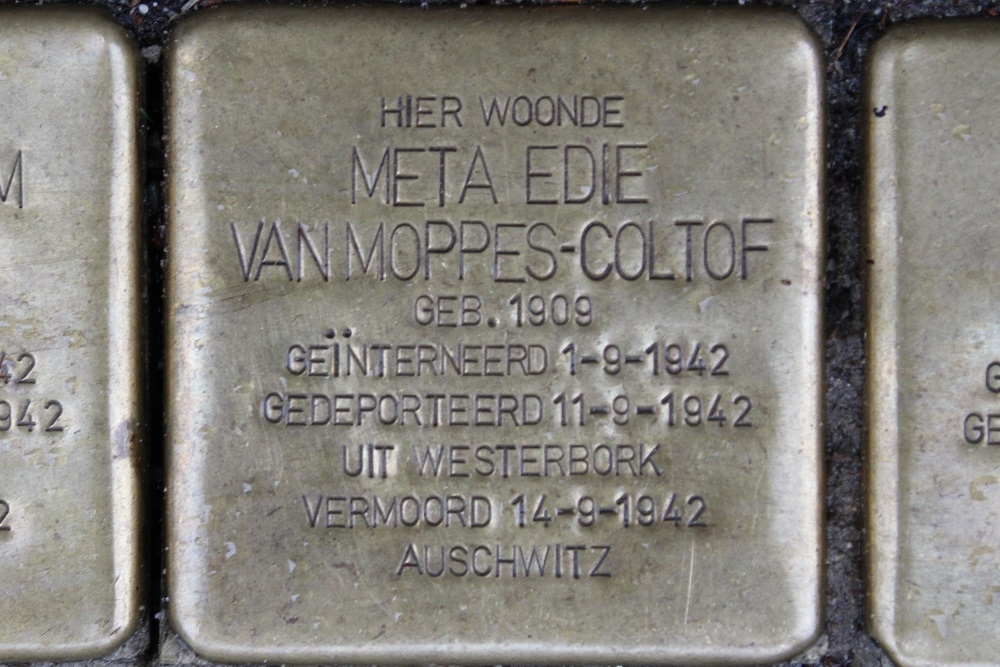 HIER WOONDE
META EDIE
VAN MOPPES-COLTOF
GEB. 1909
GEÏNTERNEERD 1-9-1942
GEDEPORTEERD 11-9-1942
UIT WESTERBORK
VERMOORD 14-9-1942
AUSCHWITZ